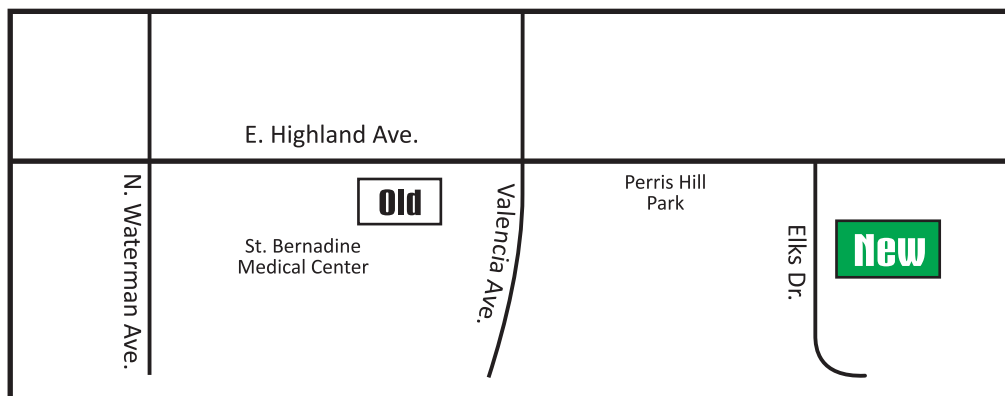 E. Highland Ave.
N. Waterman Ave.
Old
St. Bernadine
Medical Center
Valencia Ave.
Perris Hill
Park
Elks Dr.
New